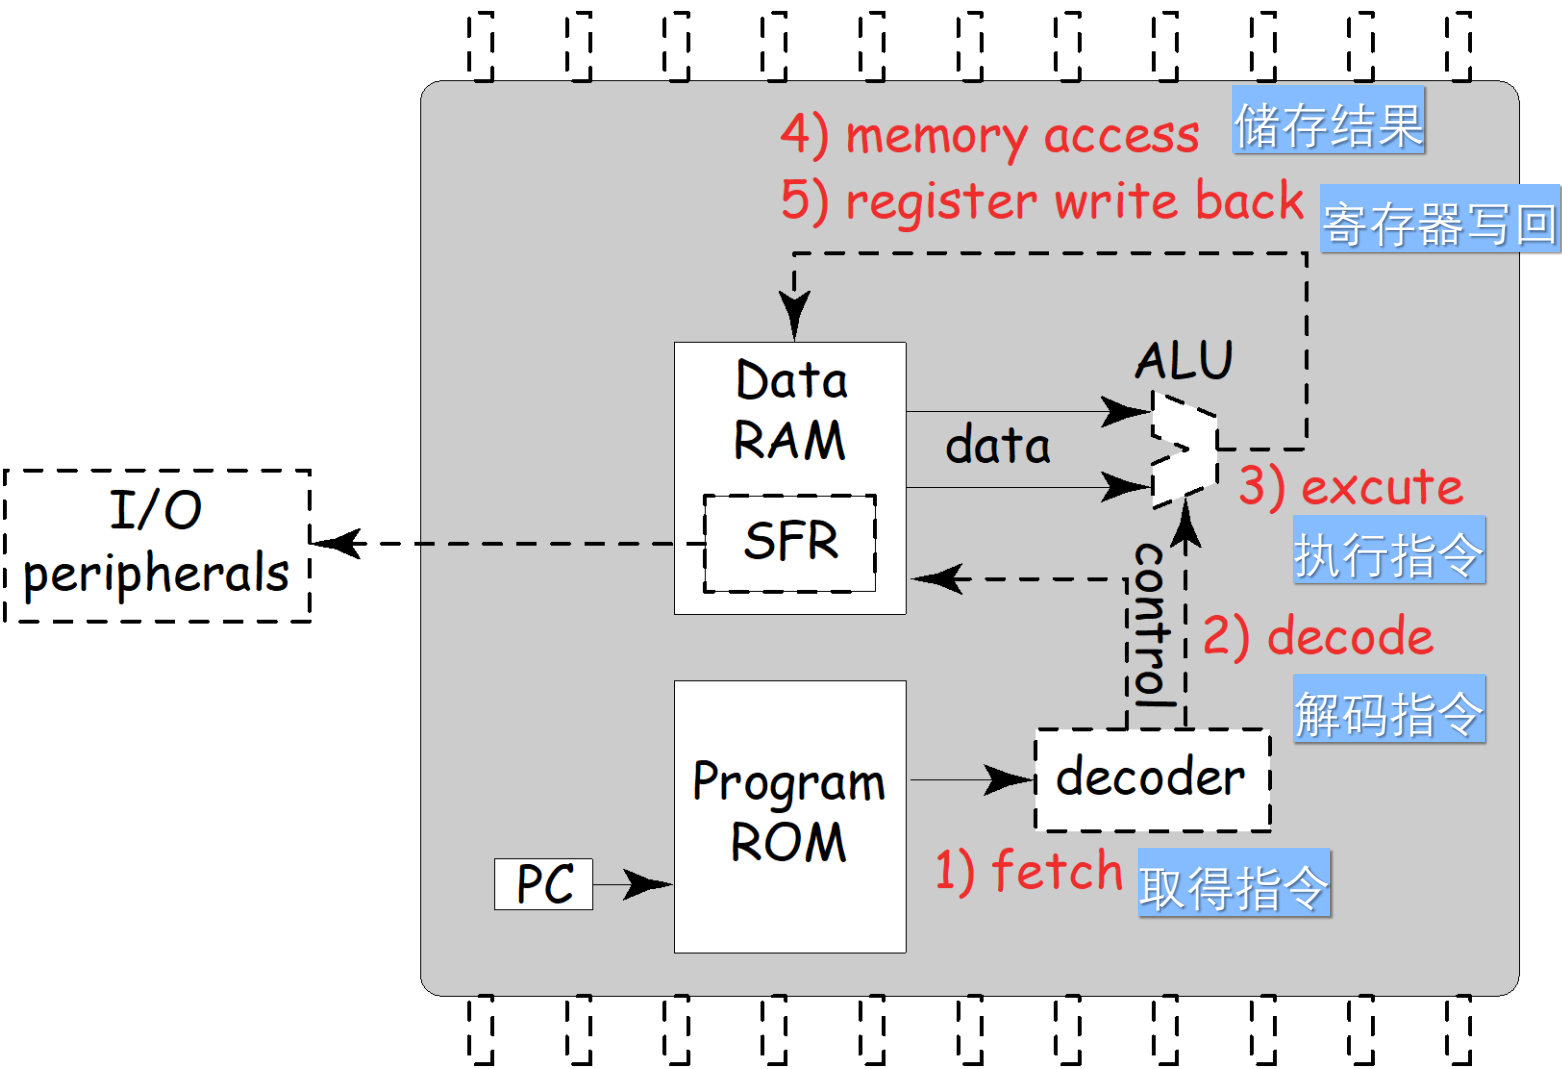 4) memory access 储存结果
5) register write back 寄存器写回
Data
RAM
ALU
data
SFR
I/O
peripherals
3) excute
执行指令
control
2) decode
解码指令
decoder
Program
ROM
PC
1) fetch 取得指令